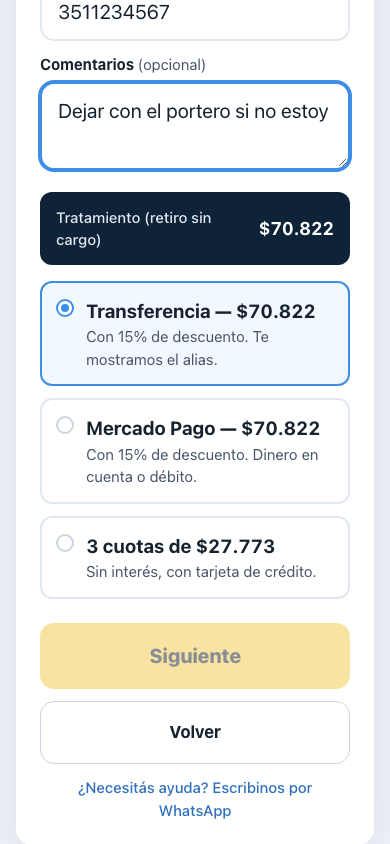 3511234567
Comentarios (opcional)
Dejar con el portero si no estoy
Tratamiento (retiro sin
cargo)
$70.822
Transferencia — $70.822
Con 15% de descuento. Te
mostramos el alias.
Mercado Pago — $70.822
Con 15% de descuento. Dinero en
cuenta o débito.
3 cuotas de $27.773
Sin interés, con tarjeta de crédito.
Siguiente
Volver
¿Necesitás ayuda? Escribinos por
WhatsApp